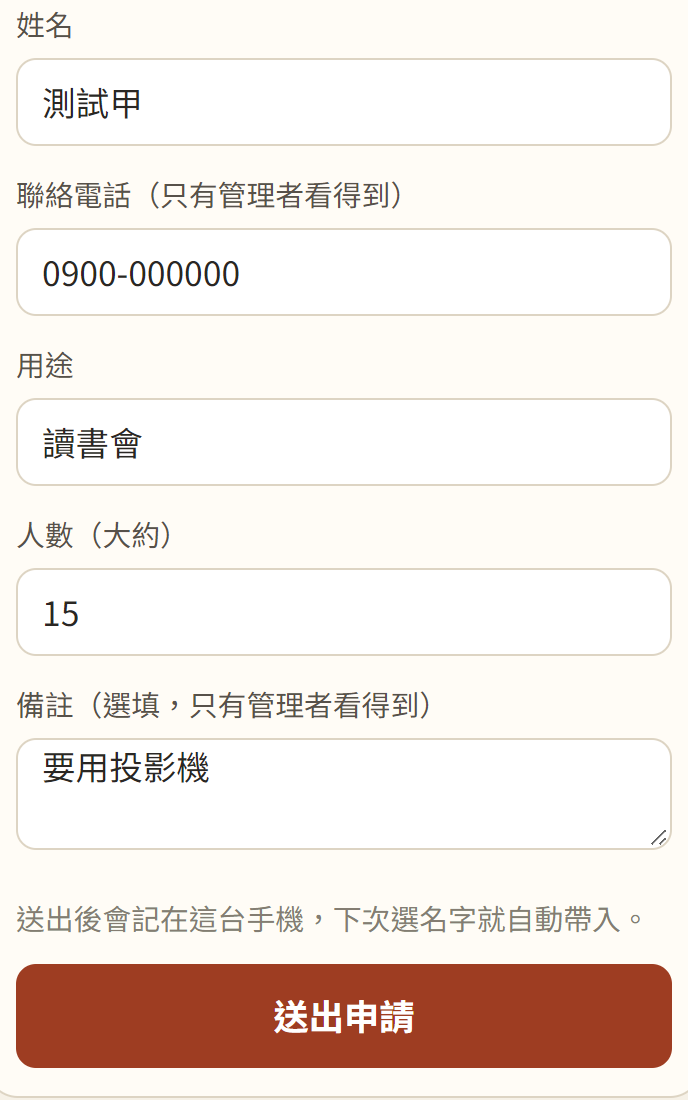 姓名
測試甲
聯絡電話（只有管理者看得到）
0900-000000
用途
讀書會
人數（大約）
15
備註（選填，只有管理者看得到）
要用投影機
送出後會記在這台手機，下次選名字就自動帶入。
送出申請